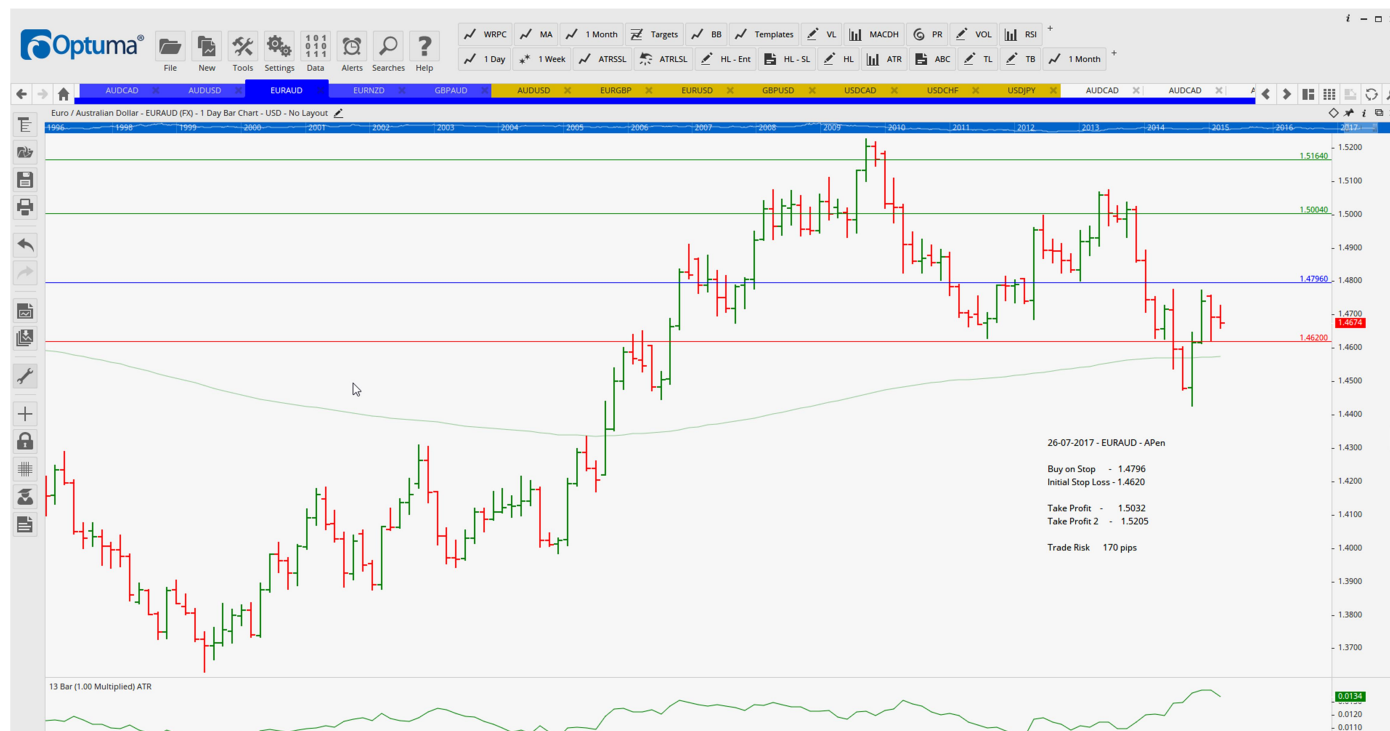 i
Optuma®
File
New
Tools
Settings
Data
Alerts
Searches
Help
WRPC MA 1 Month Targets BB Templates VL MACDH PR VOL RSI +
1 Day 1 Week ATRSSL ATRLSL HL - Ent HL - SL HL ATR ABC TL TB 1 Month +
AUDCAD AUDUSD EURAUD EURNZD GBPAUD AUDUSD EURGBP EURUSD GBPUSD USDCAD USDCHF USDJPY AUDCAD AUDCAD
Euro / Australian Dollar - EURAUD (FX) - 1 Day Bar Chart - USD - No Layout
1996 1998 1999 2000 2001 2002 2003 2004 2005 2006 2007 2008 2009 2010 2011 2012 2013 2014 2015 2016 2017
1.5200
1.51640
1.5100
1.50040
1.5000
1.4900
1.47960
1.4800
1.4700
1.4674
1.46200
1.4600
1.4500
1.4400
1.4300
1.4200
1.4100
1.4000
1.3900
1.3800
1.3700
26-07-2017 - EURAUD - APen
Buy on Stop - 1.4796
Initial Stop Loss - 1.4620
Take Profit - 1.5032
Take Profit 2 - 1.5205
Trade Risk 170 pips
13 Bar (1.00 Multiplied) ATR
0.0134
0.0120
0.0110